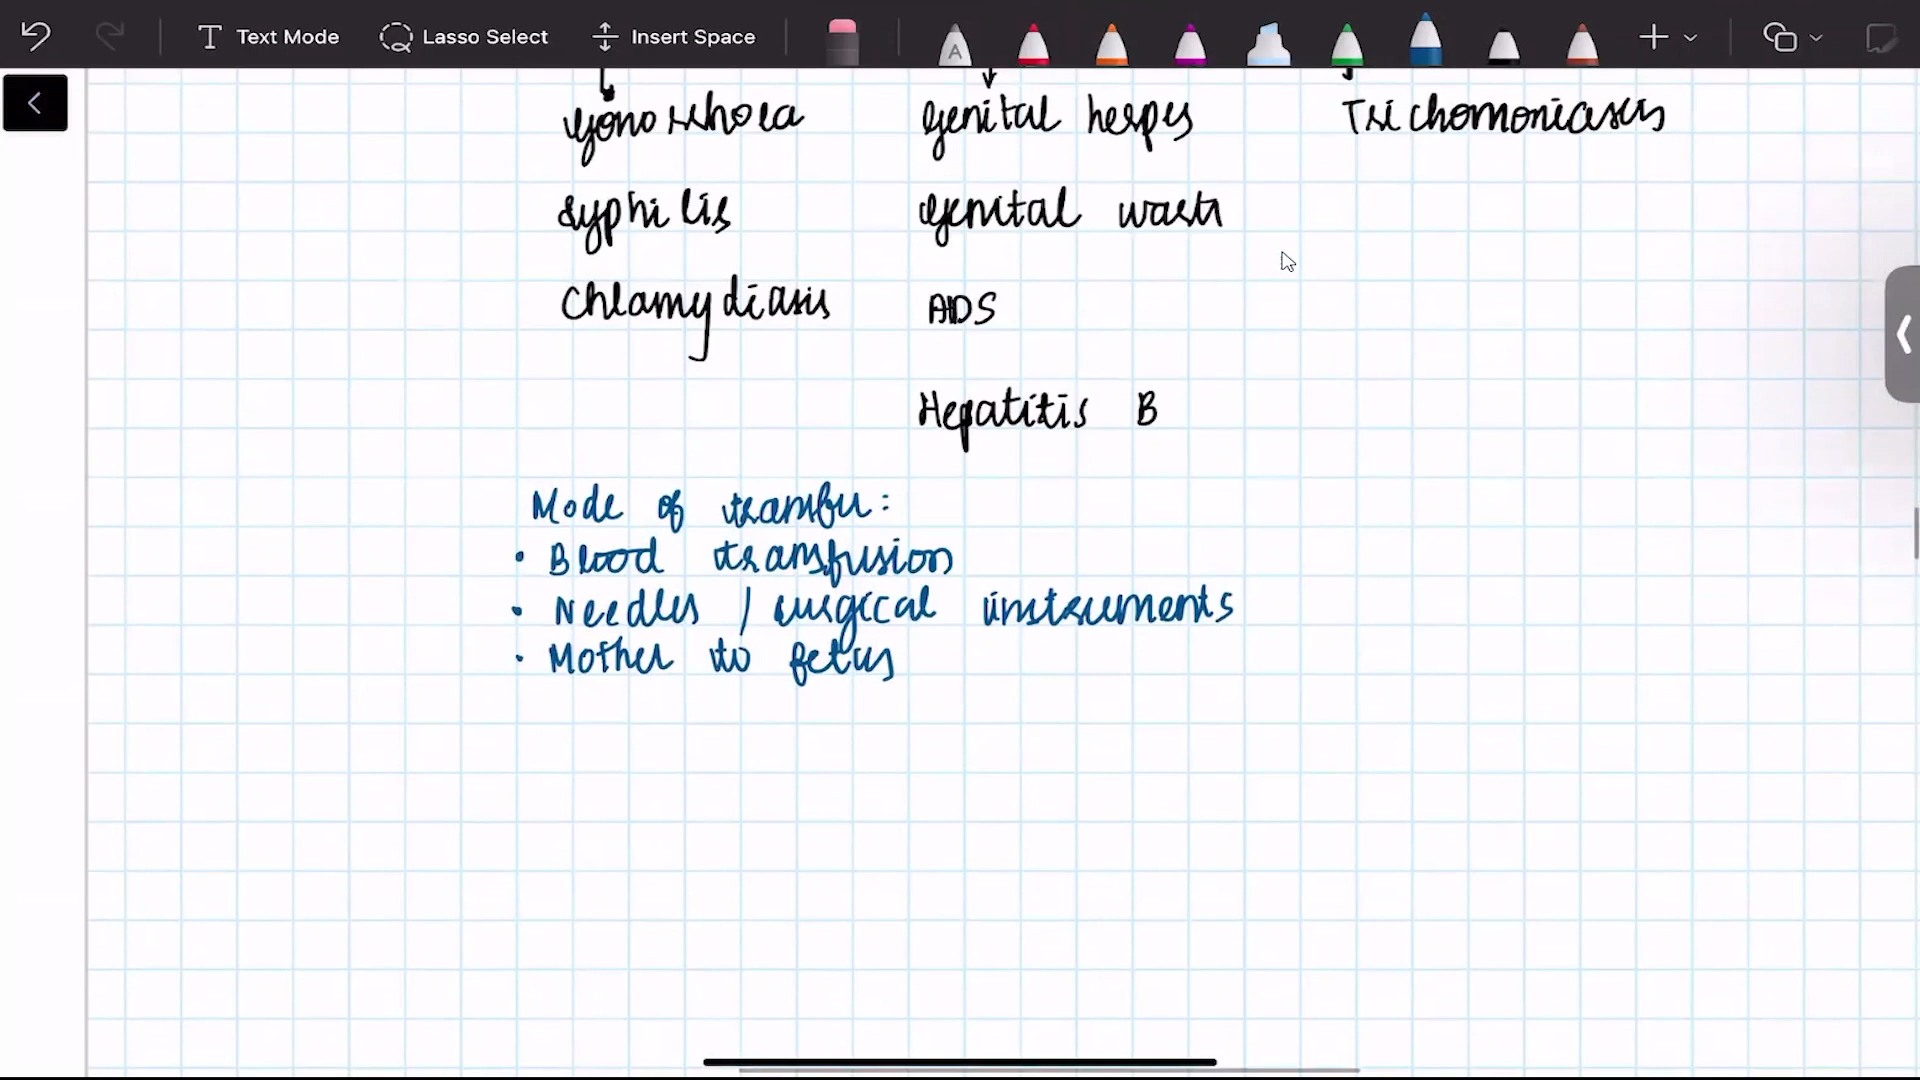 Text Mode Lasso Select Insert Space
A
Gonorrhoea Genital herpes Trichomoniasis
Syphilis Genital warts
Chlamydiasis AIDS
Hepatitis B
Mode of transfer:
• Blood transfusion
• Needles / surgical instruments
• Mother to fetus